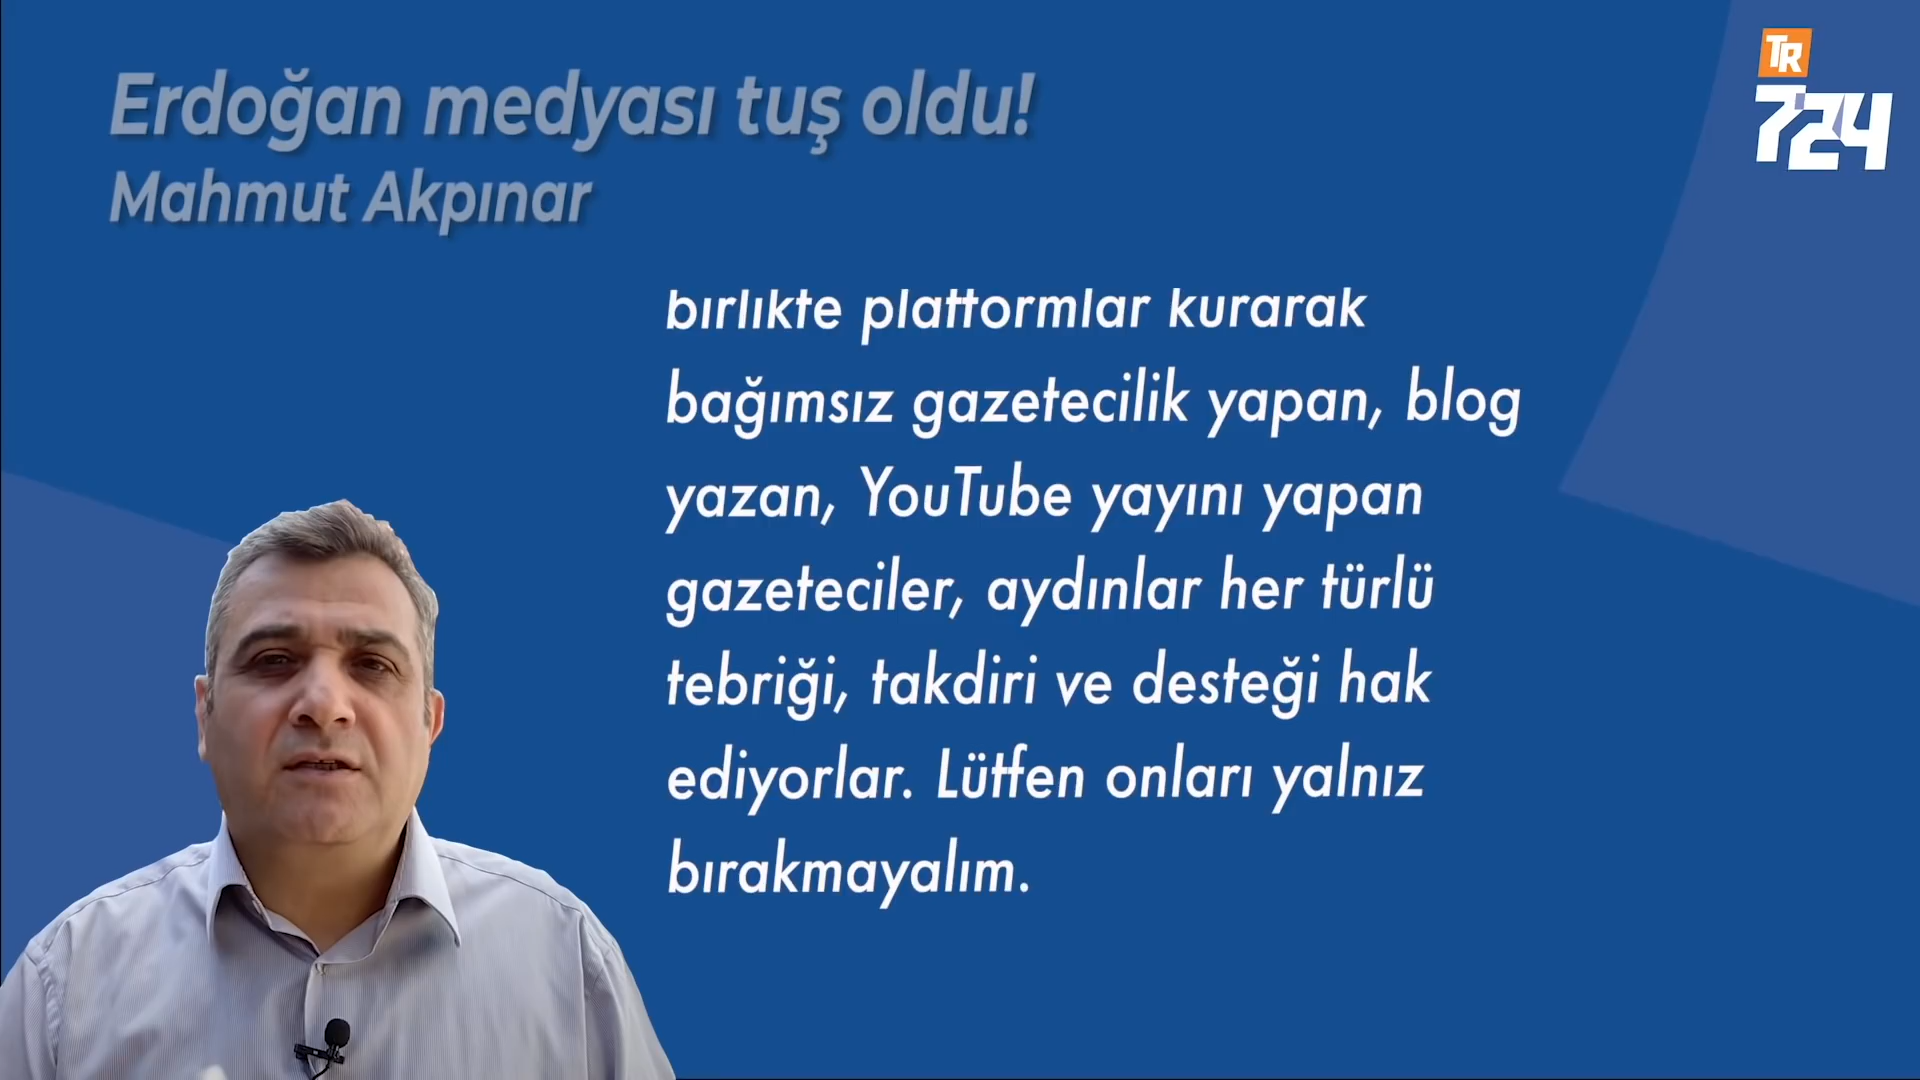 Erdoğan medyası tuş oldu!
Mahmut Akpınar
TR
724
birlikte platformlar kurarak
bağımsız gazetecilik yapan, blog
yazan, YouTube yayını yapan
gazeteciler, aydınlar her türlü
tebriği, takdiri ve desteği hak
ediyorlar. Lütfen onları yalnız
bırakmayalım.